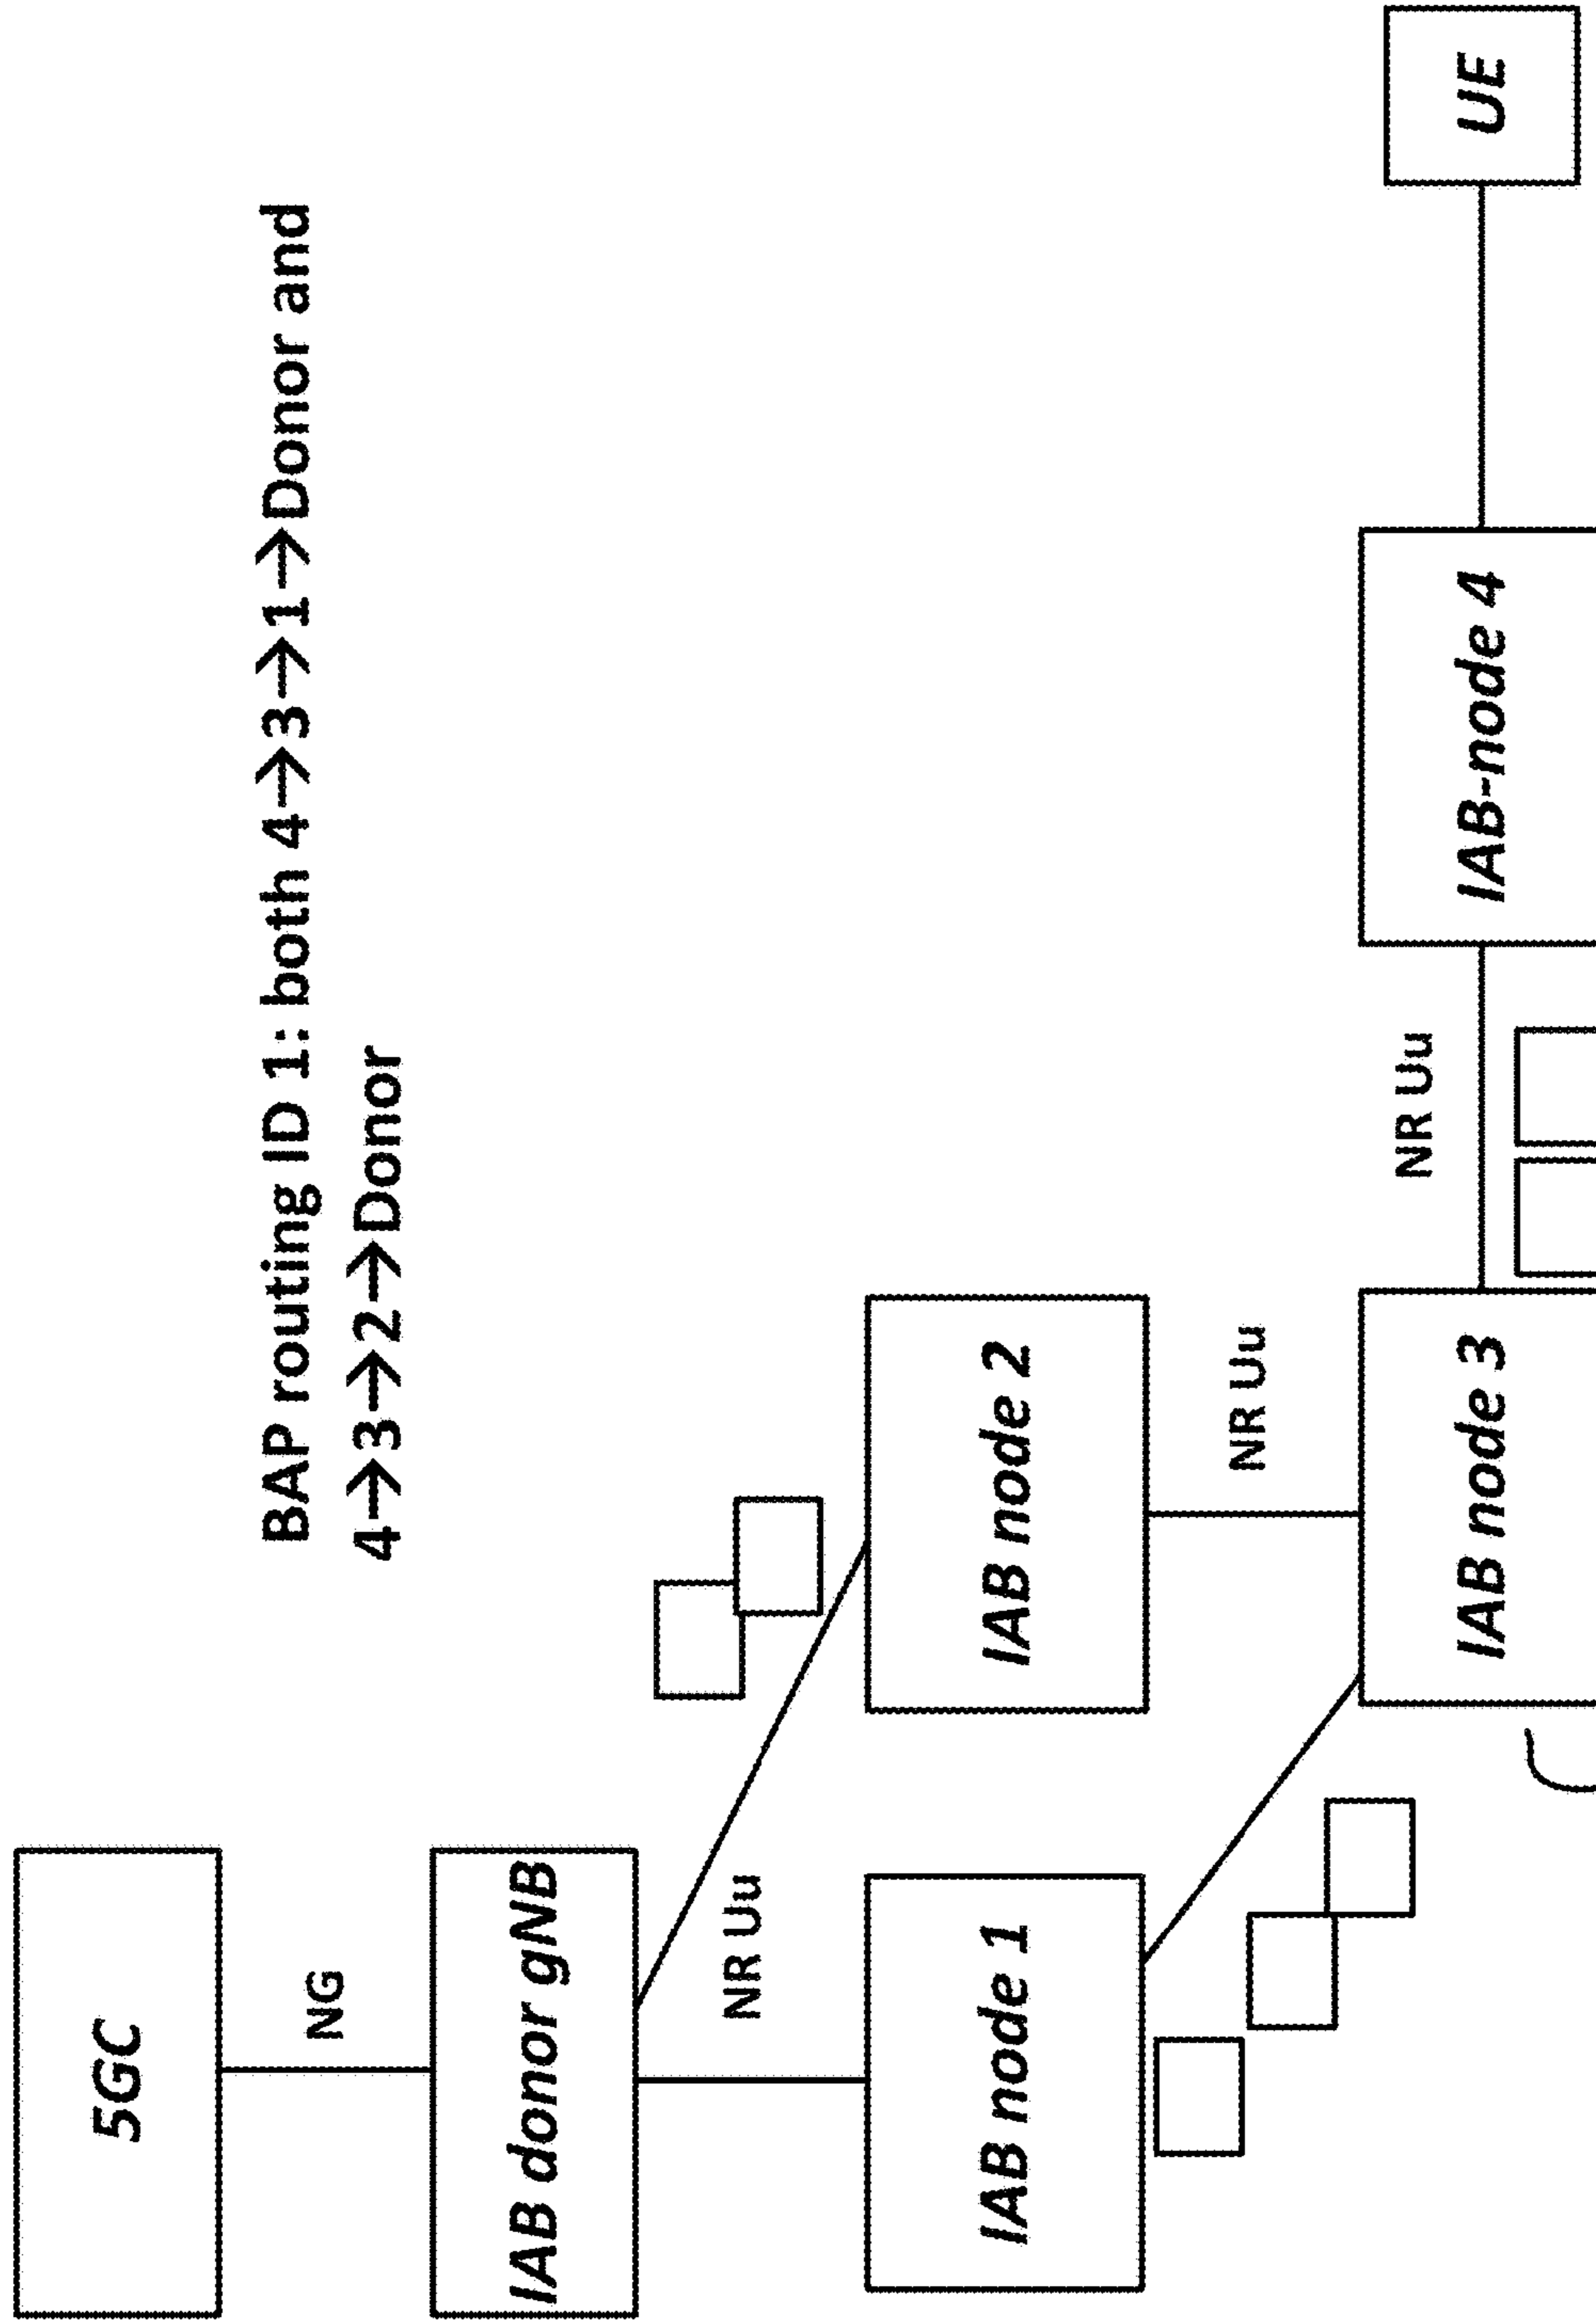 BAP routing ID 1: both 4→3→1→Donor and
4→3→2→Donor
5GC
NG
IAB donor gNB
NR Uu
IAB node 1
IAB node 2
NR Uu
IAB node 3
NR Uu
IAB-node 4
UE